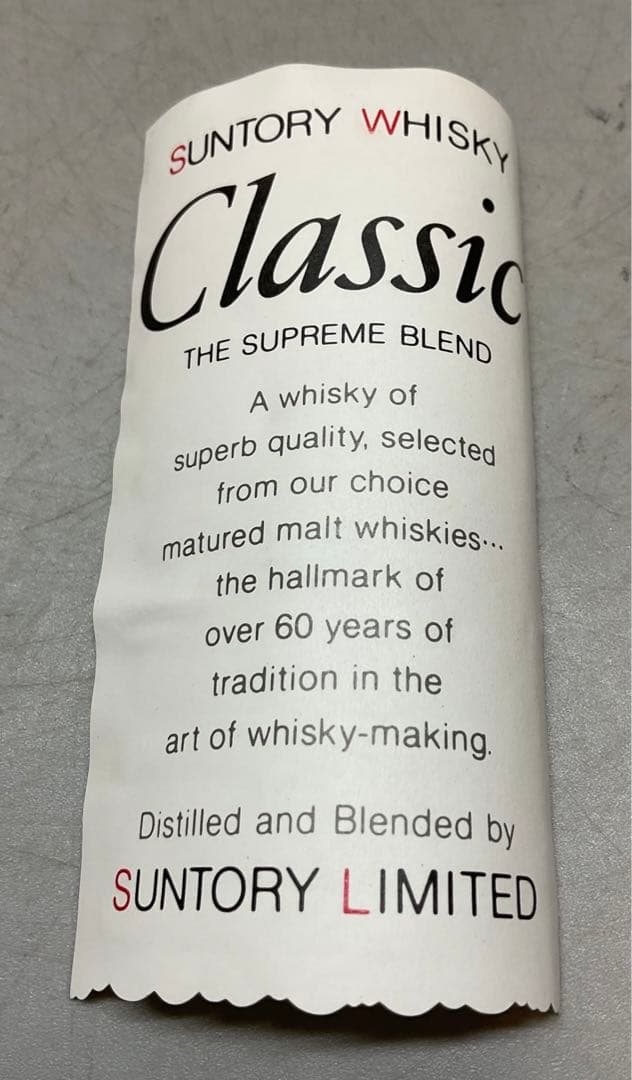 SUNTORY WHISKY
Classic
THE SUPREME BLEND
A whisky of
superb quality, selected
from our choice
matured malt whiskies...
the hallmark of
over 60 years of
tradition in the
art of whisky-making.
Distilled and Blended by
SUNTORY LIMITED